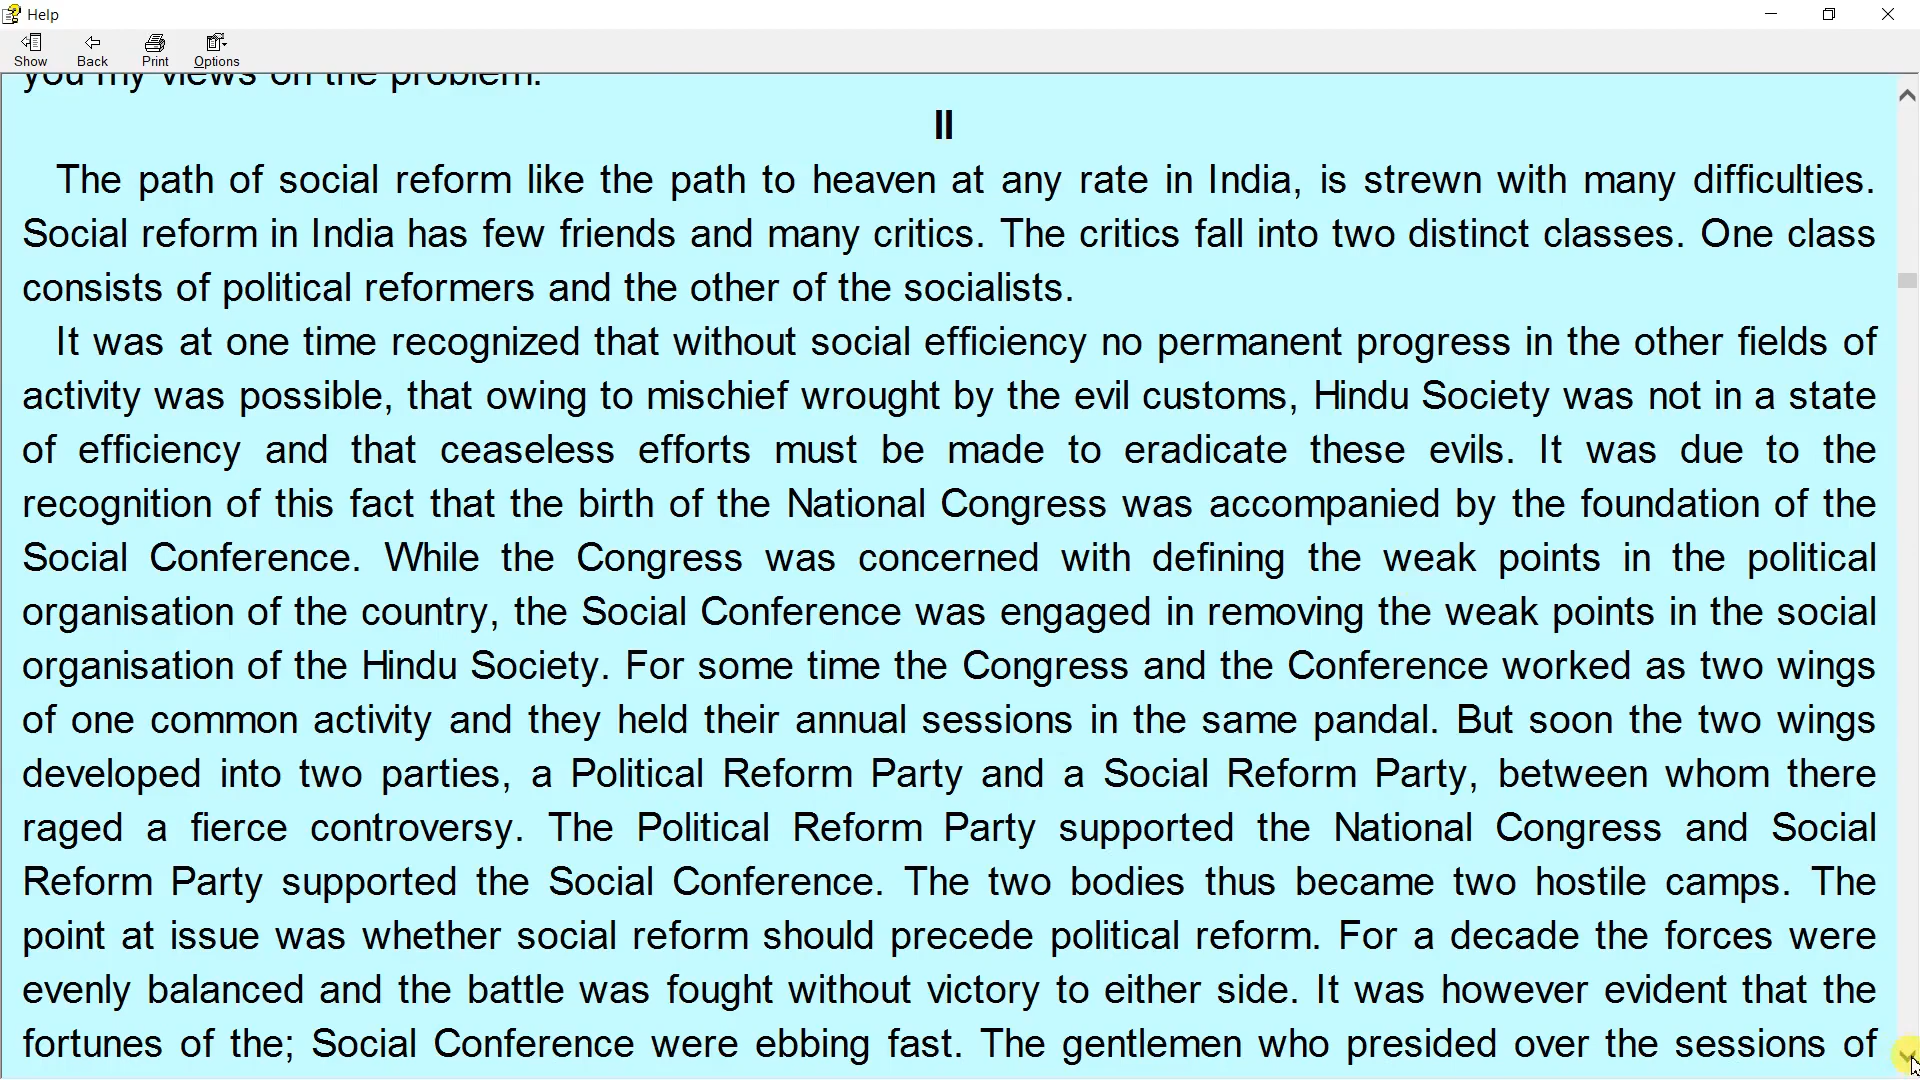 Help
Show Back Print Options
you my views on the problem.
II
The path of social reform like the path to heaven at any rate in India, is strewn with many difficulties.
Social reform in India has few friends and many critics. The critics fall into two distinct classes. One class
consists of political reformers and the other of the socialists.
It was at one time recognized that without social efficiency no permanent progress in the other fields of
activity was possible, that owing to mischief wrought by the evil customs, Hindu Society was not in a state
of efficiency and that ceaseless efforts must be made to eradicate these evils. It was due to the
recognition of this fact that the birth of the National Congress was accompanied by the foundation of the
Social Conference. While the Congress was concerned with defining the weak points in the political
organisation of the country, the Social Conference was engaged in removing the weak points in the social
organisation of the Hindu Society. For some time the Congress and the Conference worked as two wings
of one common activity and they held their annual sessions in the same pandal. But soon the two wings
developed into two parties, a Political Reform Party and a Social Reform Party, between whom there
raged a fierce controversy. The Political Reform Party supported the National Congress and Social
Reform Party supported the Social Conference. The two bodies thus became two hostile camps. The
point at issue was whether social reform should precede political reform. For a decade the forces were
evenly balanced and the battle was fought without victory to either side. It was however evident that the
fortunes of the; Social Conference were ebbing fast. The gentlemen who presided over the sessions of